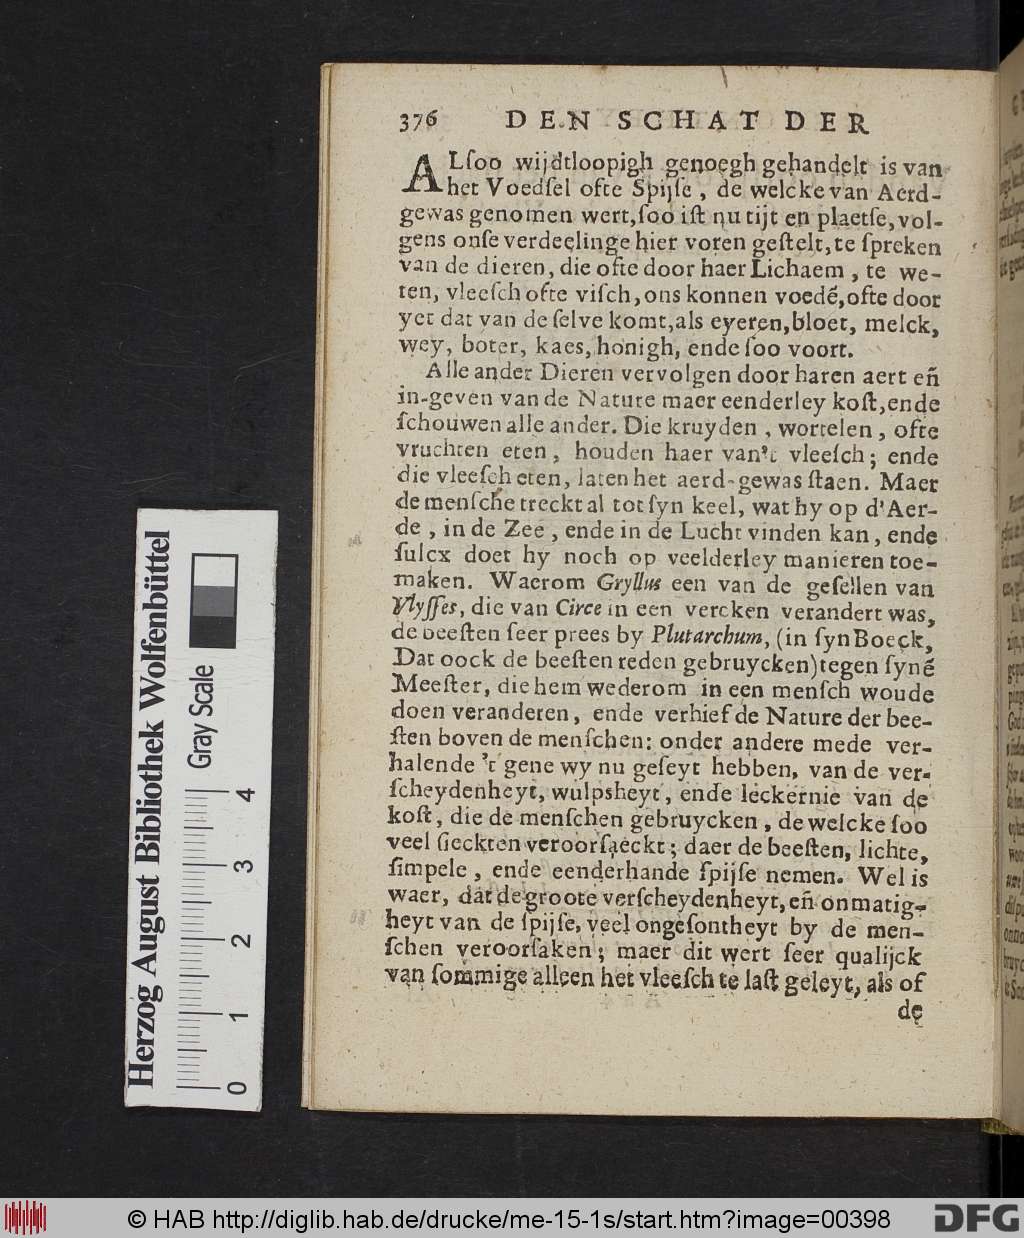 376 DEN SCHAT DER
ALſoo wijdtloopigh genoegh gehandelt is van
het Voedſel ofte Spijſe, de welcke van Aerd-
gewas genomen wert, ſoo iſt nu tijt en plaetſe, vol-
gens onſe verdeelinge hier voren geſtelt, te ſpreken
van de dieren, die ofte door haer Lichaem, te we-
ten, vleeſch ofte viſch, ons konnen voedẽ, ofte door
yet dat van de ſelve komt, als eyeren, bloet, melck,
wey, boter, kaes, honigh, ende ſoo voort.
Alle ander Dieren vervolgen door haren aert eñ
in-geven van de Nature maer eenderley koſt, ende
ſchouwen alle ander. Die kruyden, wortelen, ofte
vruchten eten, houden haer van't vleeſch; ende
die vleeſch eten, laten het aerd-gewas ſtaen. Maer
de menſche treckt al tot ſyn keel, wat hy op d'Aer-
de, in de Zee, ende in de Lucht vinden kan, ende
ſulcx doet hy noch op veelderley manieren toe-
maken. Waerom Gryllus een van de geſellen van
Vlyſſes, die van Circe in een vercken verandert was,
de beeſten ſeer prees by Plutarchum, (in ſyn Boeck,
Dat oock de beeſten reden gebruycken) tegen ſynẽ
Meeſter, die hem wederom in een menſch woude
doen veranderen, ende verhief de Nature der bee-
ſten boven de menſchen: onder andere mede ver-
halende 't gene wy nu geſeyt hebben, van de ver-
ſcheydenheyt, wulpsheyt, ende leckernie van de
koſt, die de menſchen gebruycken, de welcke ſoo
veel ſieckten veroorſaeckt; daer de beeſten, lichte,
ſimpele, ende eenderhande ſpijſe nemen. Wel is
waer, dat de groote verſcheydenheyt, eñ onmatig-
heyt van de ſpijſe, veel ongeſontheyt by de men-
ſchen veroorſaken; maer dit wert ſeer qualijck
van ſommige alleen het vleeſch te laſt geleyt, als of
de
Herzog August Bibliothek Wolfenbüttel
Gray Scale
0 1 2 3 4
© HAB http://diglib.hab.de/drucke/me-15-1s/start.htm?image=00398
DFG